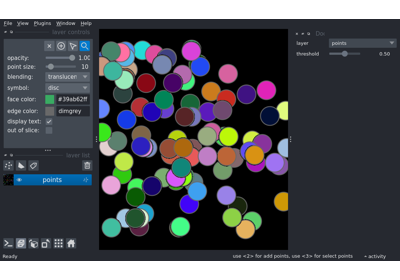 File View Plugins Window Help
layer controls
opacity: 1.00
point size: 10
blending: translucen
symbol: disc
face color: #39ab62ff
edge color: dimgrey
display text:
out of slice:
layer list
points
layer points
threshold 0.50
Ready
use <2> for add points, use <3> for select points
activity